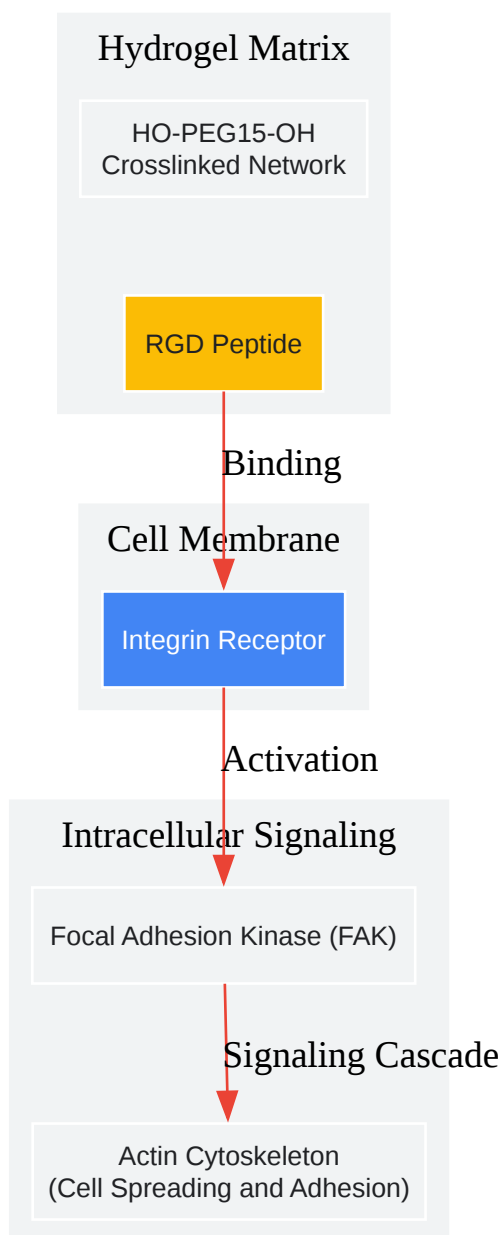 Hydrogel Matrix
HO-PEG15-OH
Crosslinked Network
RGD Peptide
Binding
Cell Membrane
Integrin Receptor
Activation
Intracellular Signaling
Focal Adhesion Kinase (FAK)
Signaling Cascade
Actin Cytoskeleton
(Cell Spreading and Adhesion)